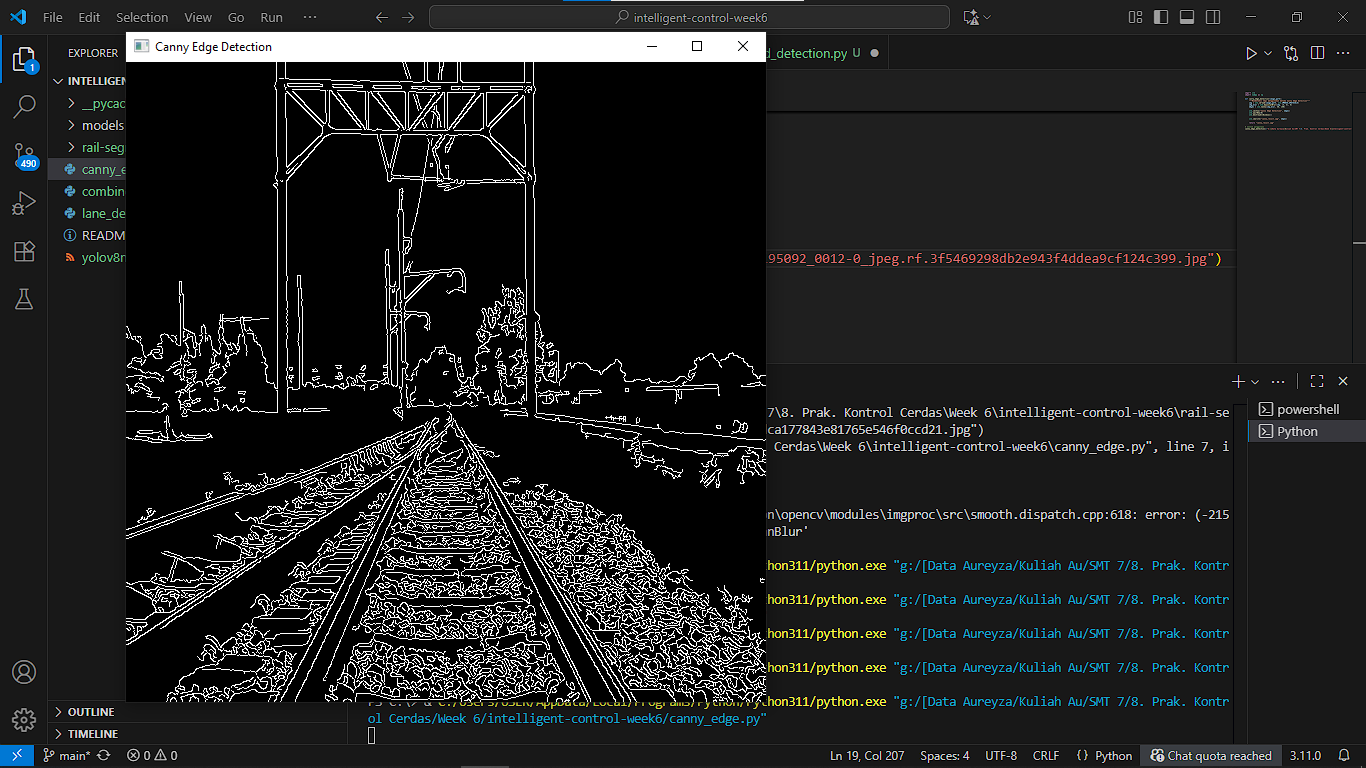 File Edit Selection View Go Run ··· intelligent-control-week6
Canny Edge Detection
EXPLORER
1
d_detection.py U
INTELLIGEN
__pycac
models
rail-seg
canny_e
combin
lane_de
README
yolov8n
490
95092_0012-0_jpeg.rf.3f5469298db2e943f4ddea9cf124c399.jpg")
powershell
Python
7\8. Prak. Kontrol Cerdas\Week 6\intelligent-control-week6\rail-se
ca177843e81765e546f0ccd21.jpg")
Cerdas\Week 6\intelligent-control-week6\canny_edge.py", line 7, i
n\opencv\modules\imgproc\src\smooth.dispatch.cpp:618: error: (-215
nBlur'
hon311/python.exe "g:/[Data Aureyza/Kuliah Au/SMT 7/8. Prak. Kontr
hon311/python.exe "g:/[Data Aureyza/Kuliah Au/SMT 7/8. Prak. Kontr
hon311/python.exe "g:/[Data Aureyza/Kuliah Au/SMT 7/8. Prak. Kontr
hon311/python.exe "g:/[Data Aureyza/Kuliah Au/SMT 7/8. Prak. Kontr
hon311/python.exe "g:/[Data Aureyza/Kuliah Au/SMT 7/8. Prak. Kontr
ol Cerdas/Week 6/intelligent-control-week6/canny_edge.py"
OUTLINE
TIMELINE
main* 0 0 Ln 19, Col 207 Spaces: 4 UTF-8 CRLF {} Python Chat quota reached 3.11.0